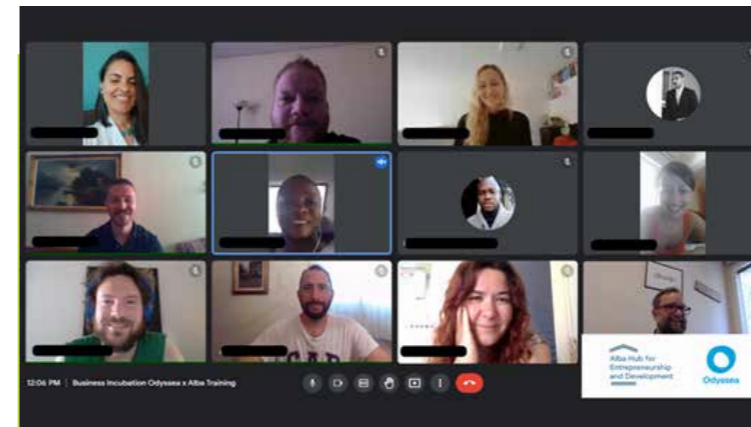 12:06 PM | Business Incubation Odyssea x Alba Training
Alba Hub for
Entrepreneurship
and Development
Odyssea